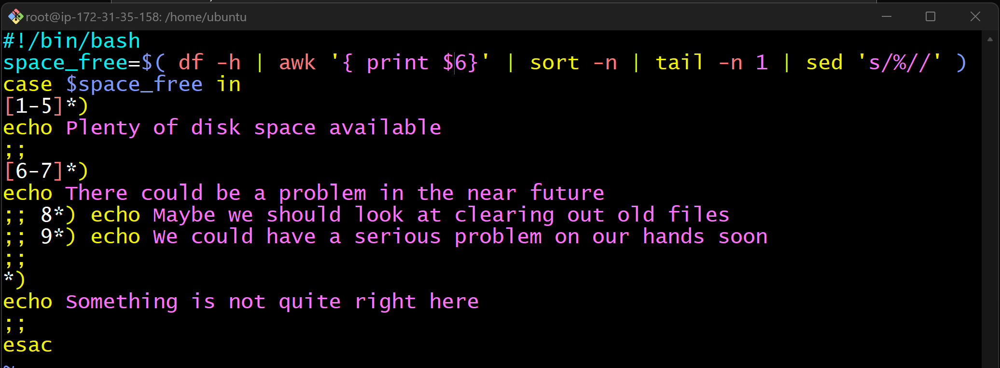 root@ip-172-31-35-158: /home/ubuntu
#!/bin/bash
space_free=$( df -h | awk '{ print $6}' | sort -n | tail -n 1 | sed 's/%//' )
case $space_free in
[1-5]*)
echo Plenty of disk space available
;;
[6-7]*)
echo There could be a problem in the near future
;; 8*) echo Maybe we should look at clearing out old files
;; 9*) echo We could have a serious problem on our hands soon
;;
*)
echo Something is not quite right here
;;
esac
~